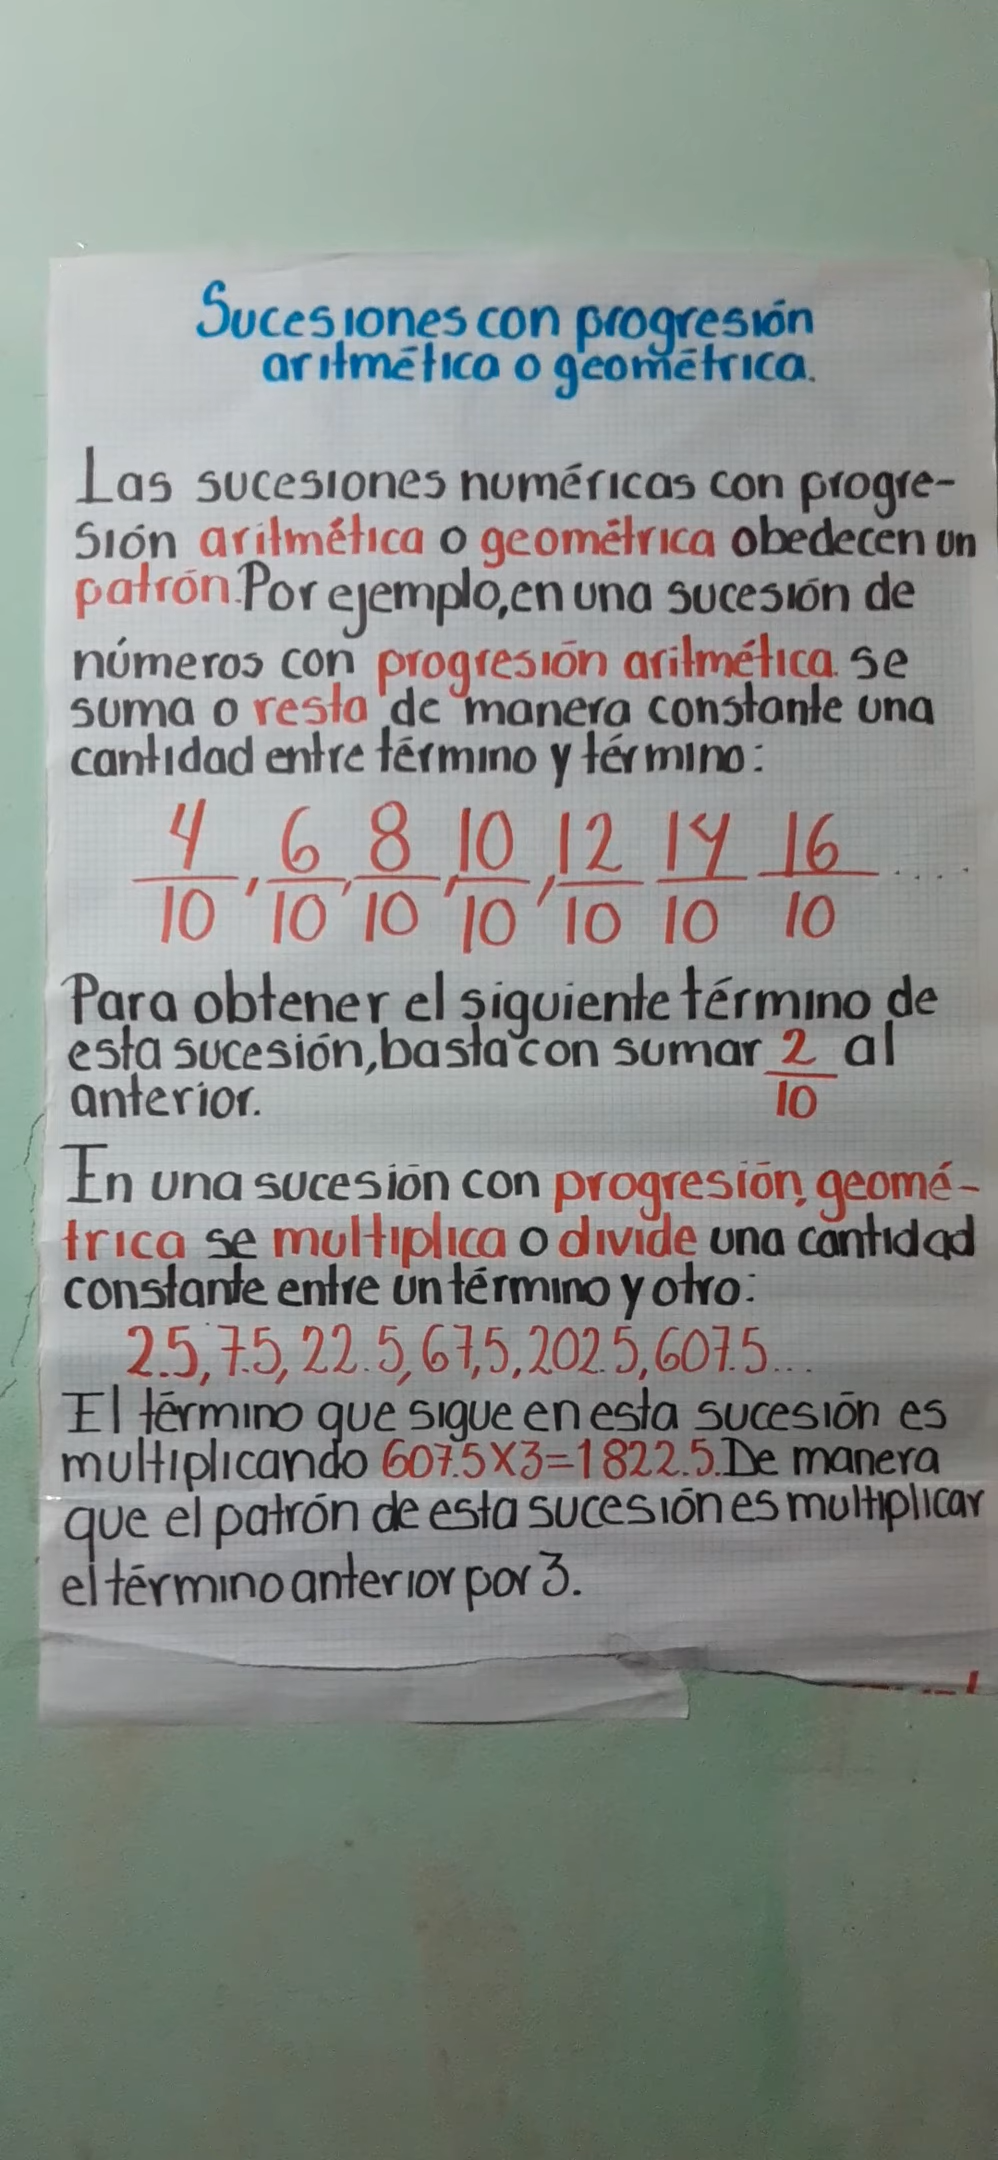 Sucesiones con progresión
aritmética o geométrica.
Las sucesiones numéricas con progre-
sión aritmética o geométrica obedecen un
patrón. Por ejemplo, en una sucesión de
números con progresión aritmética se
suma o resta de manera constante una
cantidad entre término y término:
4/10, 6/10, 8/10, 10/10, 12/10 14/10 16/10 ....
Para obtener el siguiente término de
esta sucesión, basta con sumar 2/10 al
anterior.
En una sucesión con progresión geomé-
trica se multiplica o divide una cantidad
constante entre un término y otro:
2.5, 7.5, 22.5, 67,5, 202.5, 607.5...
El término que sigue en esta sucesión es
multiplicando 607.5x3=1822.5. De manera
que el patrón de esta sucesión es multiplicar
el término anterior por 3.